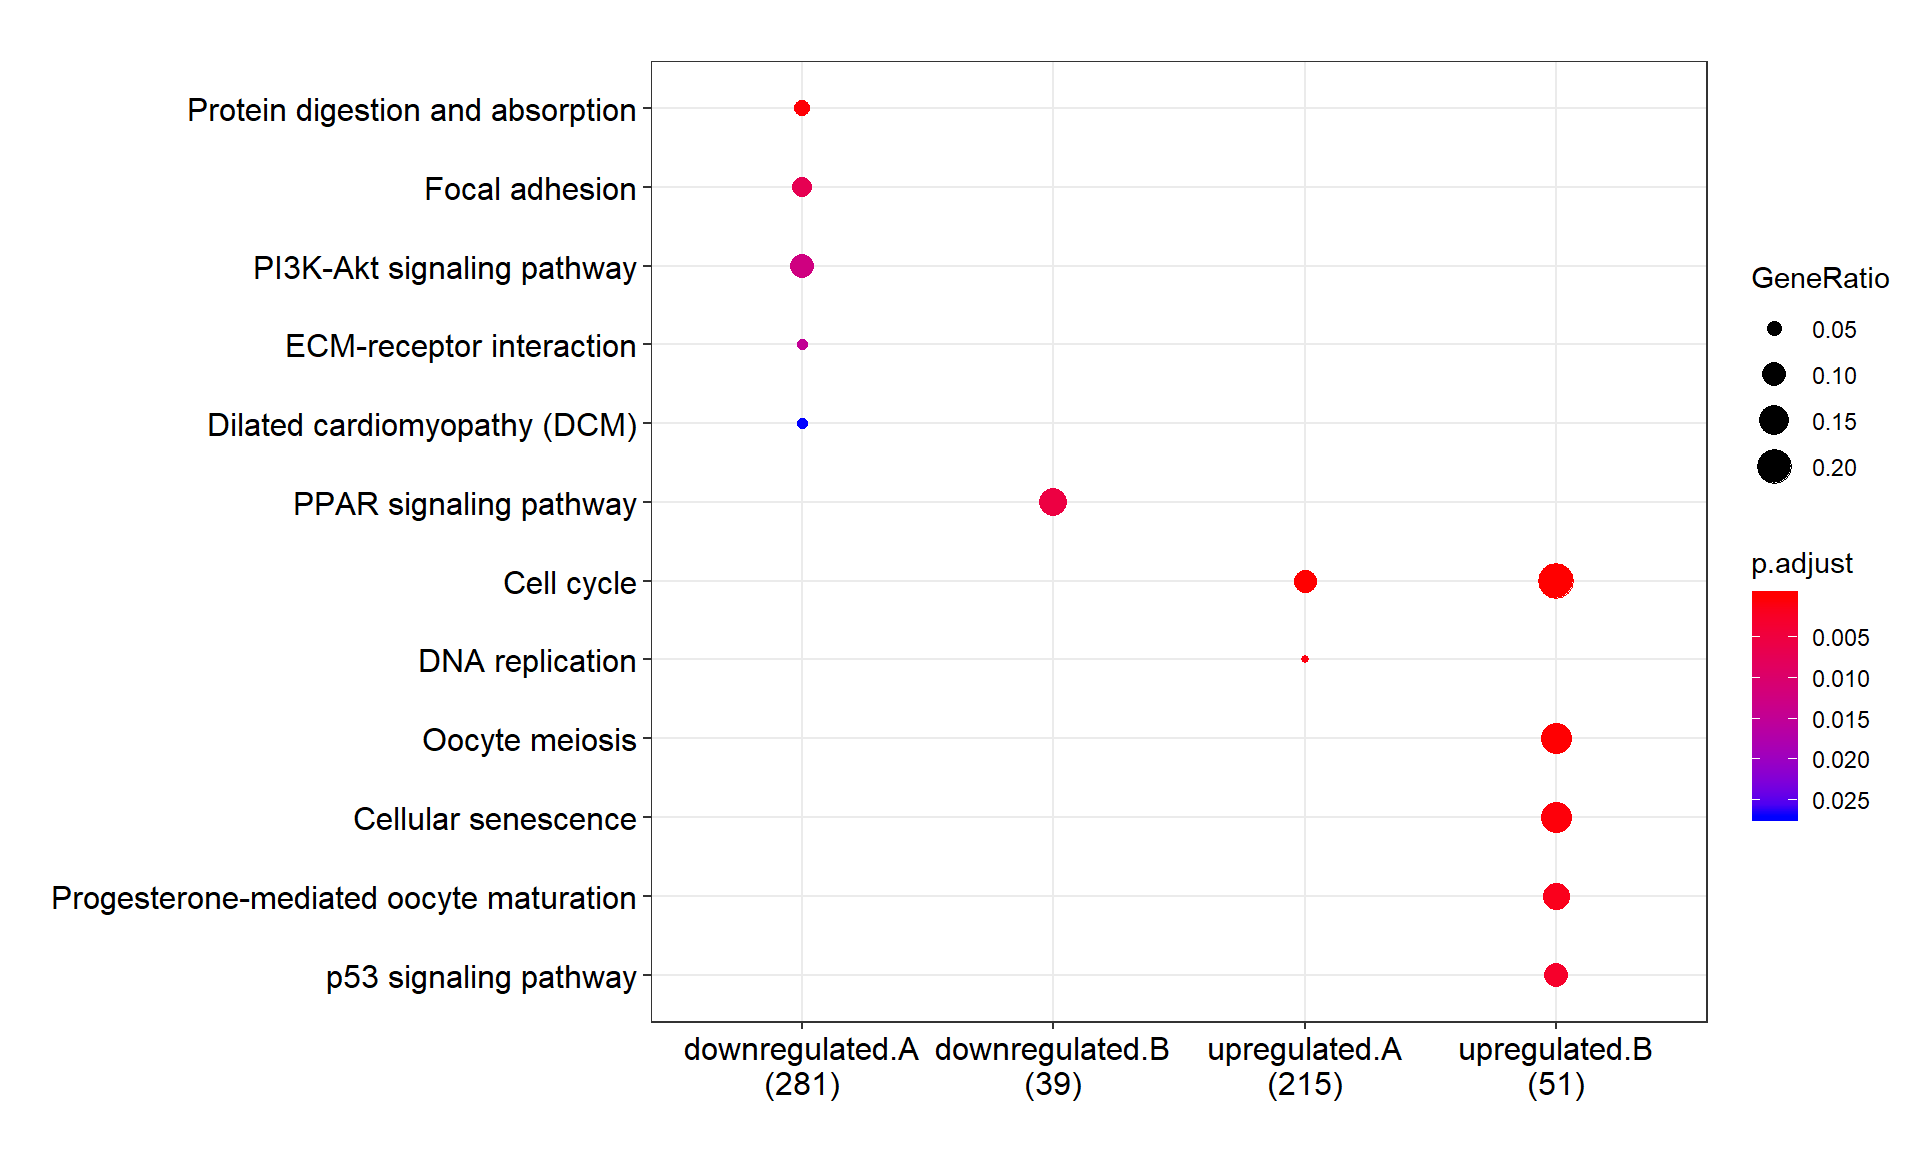 Protein digestion and absorption
Focal adhesion
PI3K-Akt signaling pathway
ECM-receptor interaction
Dilated cardiomyopathy (DCM)
PPAR signaling pathway
Cell cycle
DNA replication
Oocyte meiosis
Cellular senescence
Progesterone-mediated oocyte maturation
p53 signaling pathway
downregulated.A
(281)
downregulated.B
(39)
upregulated.A
(215)
upregulated.B
(51)
GeneRatio
0.05
0.10
0.15
0.20
p.adjust
0.005
0.010
0.015
0.020
0.025